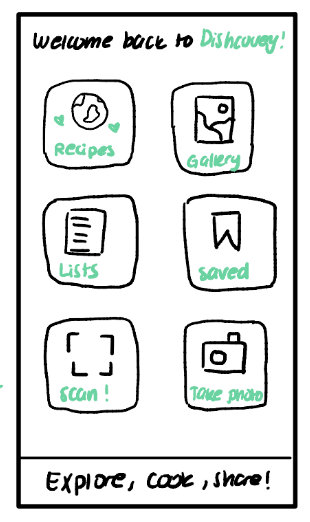 Welcome back to Dishcovery!
Recipes
Gallery
Lists
Saved
Scan!
Take photo
Explore, cook, share!